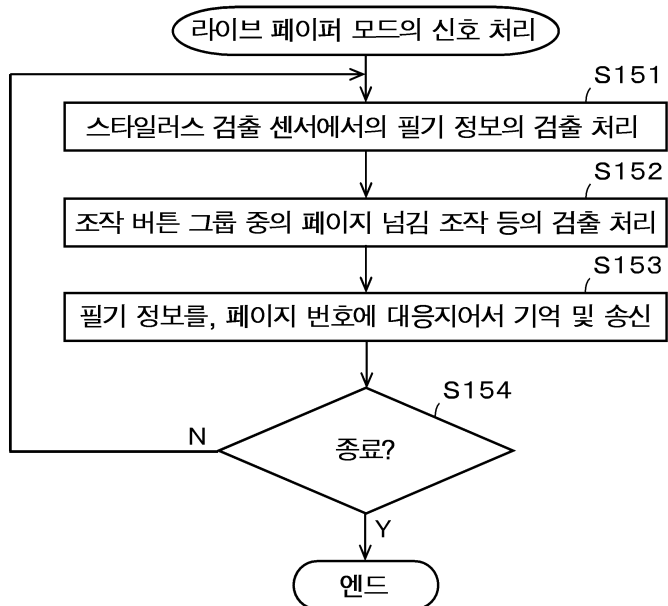 라이브 페이퍼 모드의 신호 처리
S151
스타일러스 검출 센서에서의 필기 정보의 검출 처리
S152
조작 버튼 그룹 중의 페이지 넘김 조작 등의 검출 처리
S153
필기 정보를, 페이지 번호에 대응지어서 기억 및 송신
S154
종료?
N
Y
엔드